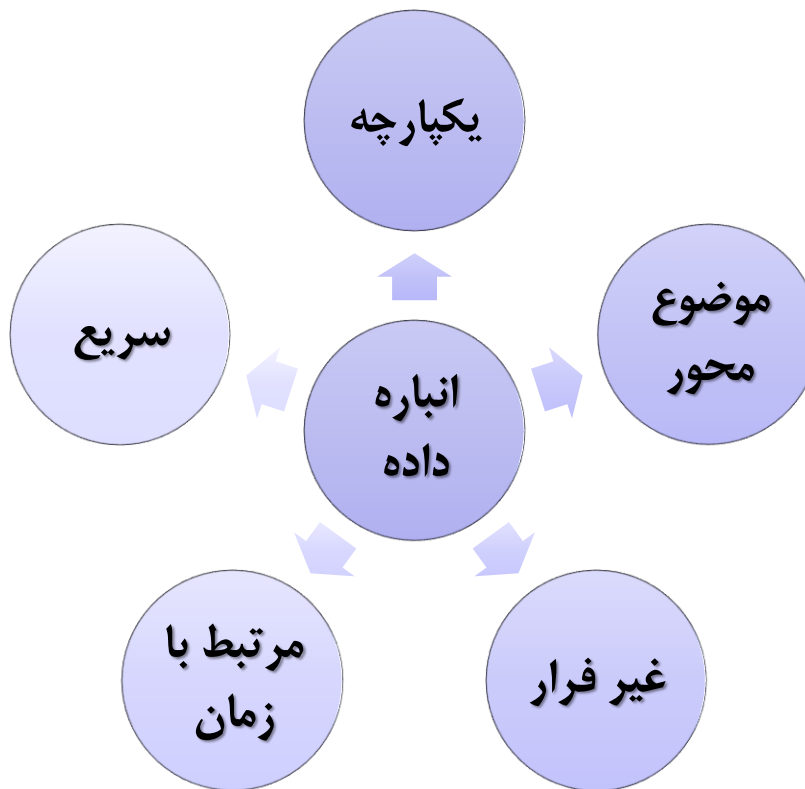 یکپارچه
موضوع
محور
سریع
انباره
داده
غیر فرار
مرتبط با
زمان